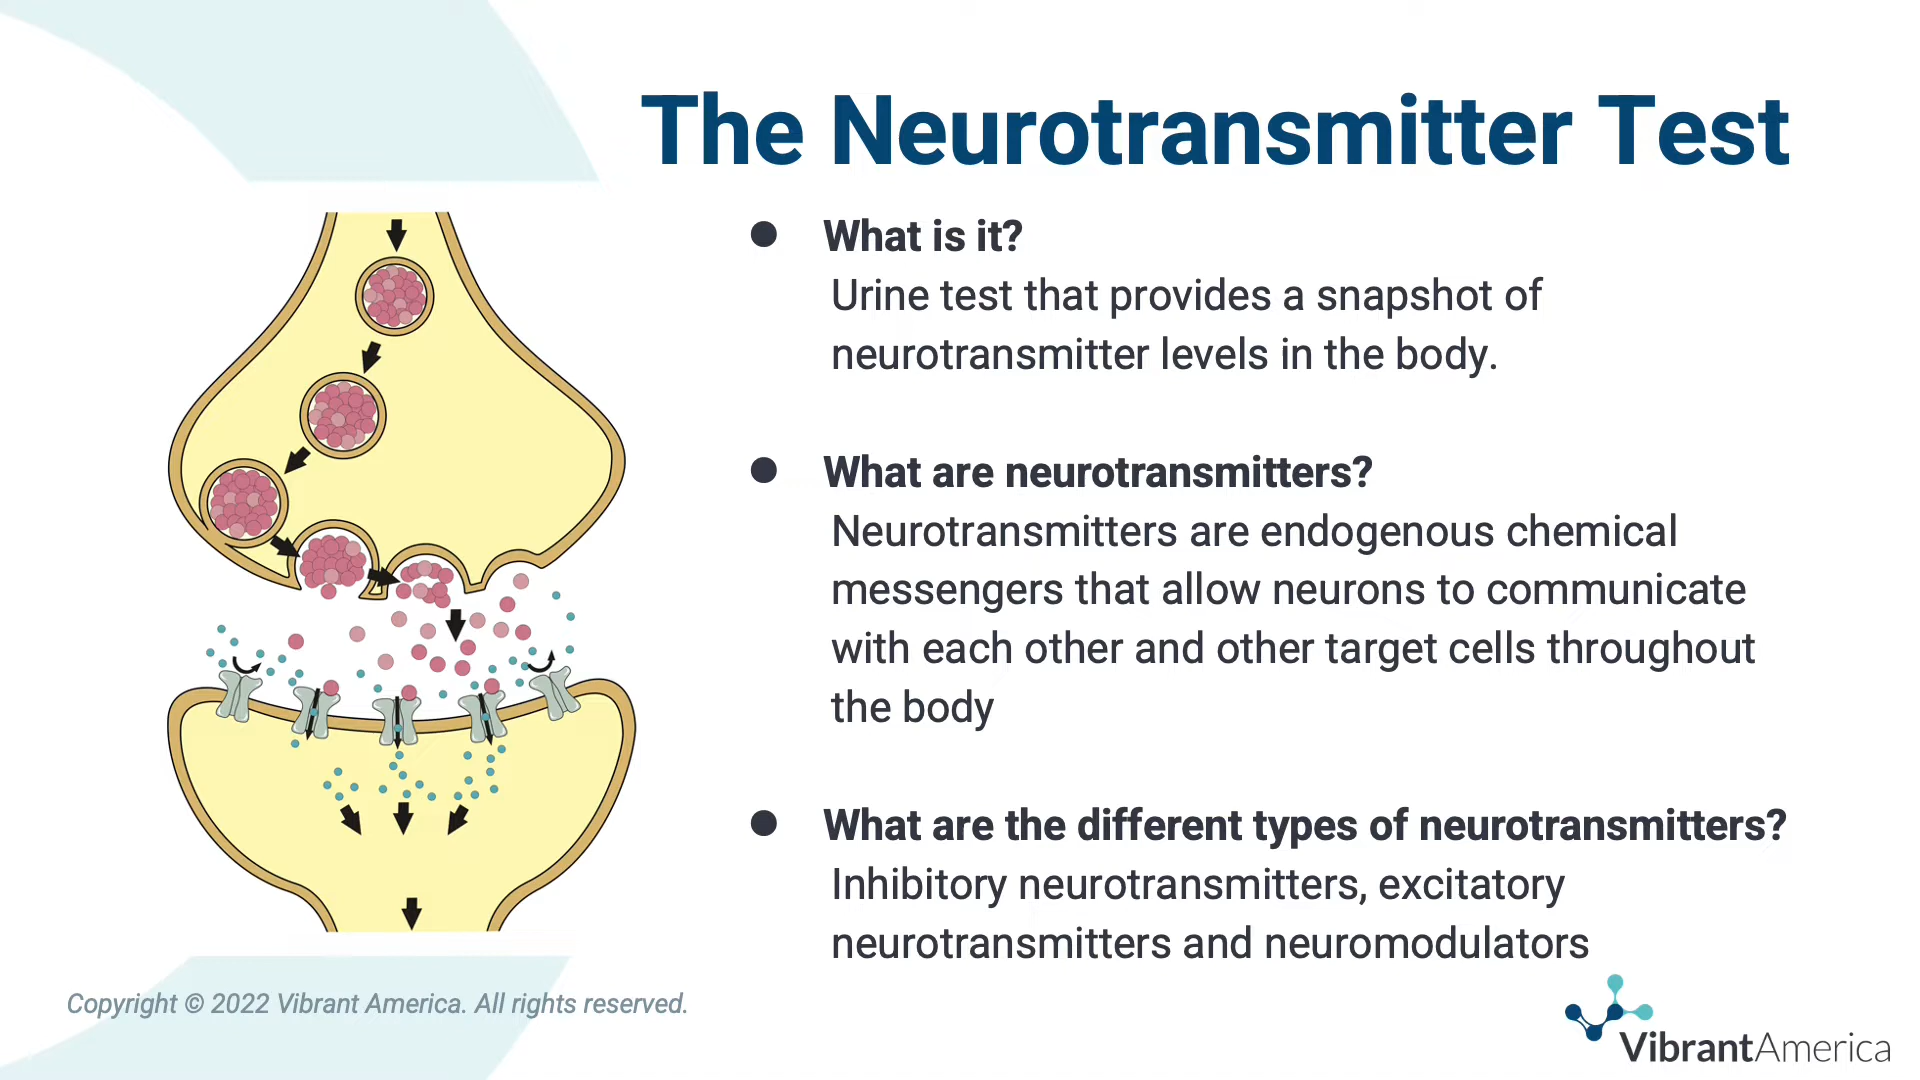 The Neurotransmitter Test
● What is it?
Urine test that provides a snapshot of
neurotransmitter levels in the body.
● What are neurotransmitters?
Neurotransmitters are endogenous chemical
messengers that allow neurons to communicate
with each other and other target cells throughout
the body
● What are the different types of neurotransmitters?
Inhibitory neurotransmitters, excitatory
neurotransmitters and neuromodulators
Copyright © 2022 Vibrant America. All rights reserved.
VibrantAmerica